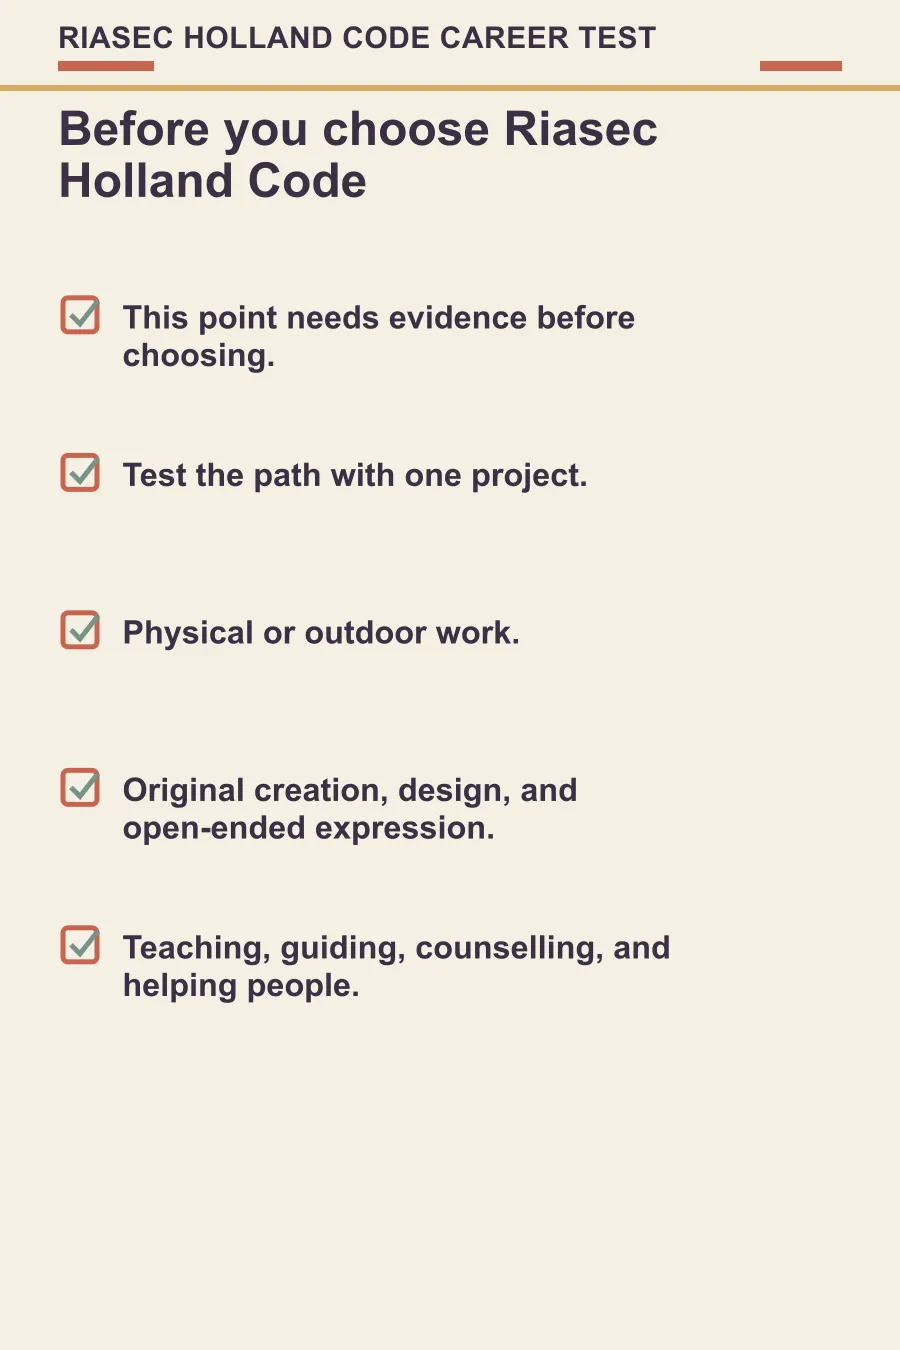 RIASEC HOLLAND CODE CAREER TEST
Before you choose Riasec
Holland Code
This point needs evidence before
choosing.
Test the path with one project.
Physical or outdoor work.
Original creation, design, and
open-ended expression.
Teaching, guiding, counselling, and
helping people.